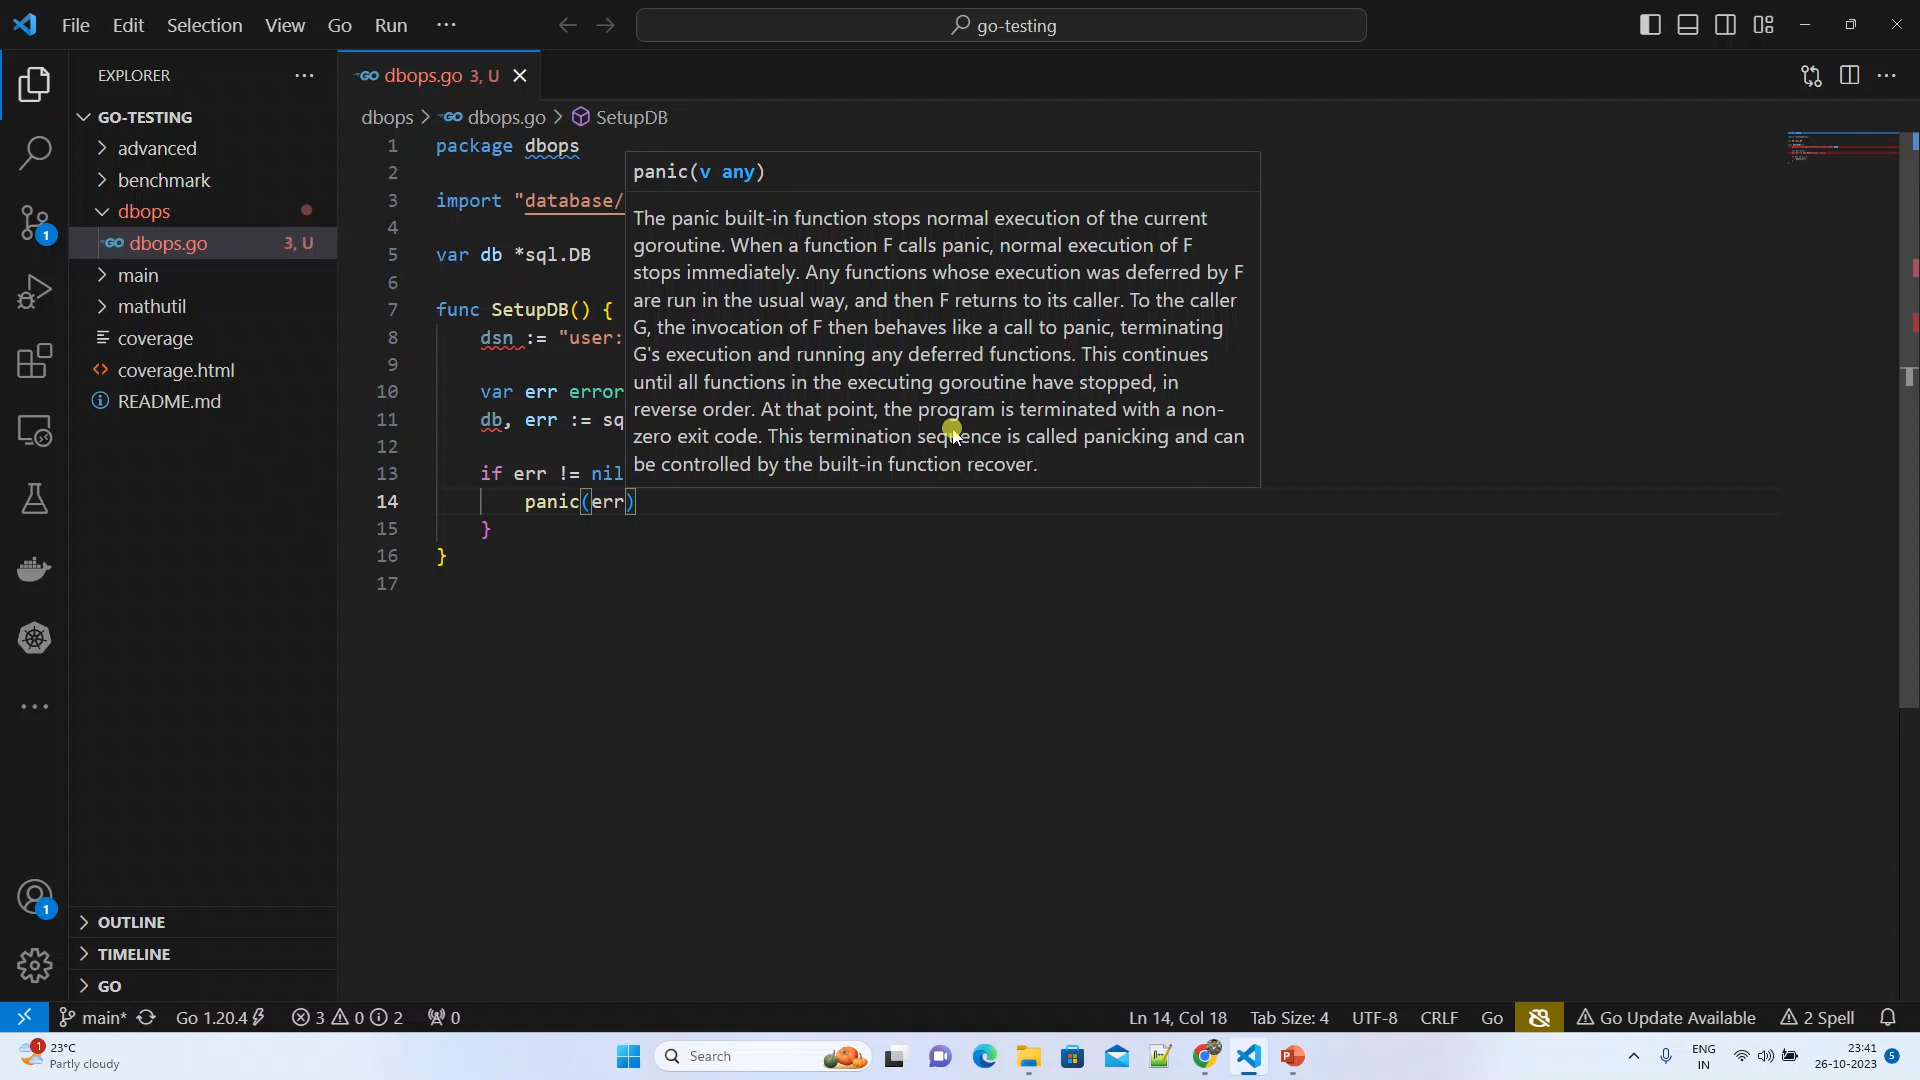 File Edit Selection View Go Run ···
go-testing
EXPLORER
GO-TESTING
advanced
benchmark
dbops
dbops.go 3, U
main
mathutil
coverage
coverage.html
README.md
OUTLINE
TIMELINE
GO
1
1
dbops.go 3, U
dbops > dbops.go > SetupDB
1 package dbops
2
3 import "database/
4
5 var db *sql.DB
6
7 func SetupDB() {
8 dsn := "user:
9
10 var err error
11 db, err := sq
12
13 if err != nil
14 panic(err)
15 }
16 }
17
panic(v any)
The panic built-in function stops normal execution of the current
goroutine. When a function F calls panic, normal execution of F
stops immediately. Any functions whose execution was deferred by F
are run in the usual way, and then F returns to its caller. To the caller
G, the invocation of F then behaves like a call to panic, terminating
G's execution and running any deferred functions. This continues
until all functions in the executing goroutine have stopped, in
reverse order. At that point, the program is terminated with a non-
zero exit code. This termination sequence is called panicking and can
be controlled by the built-in function recover.
main* Go 1.20.4 3 0 2 0 Ln 14, Col 18 Tab Size: 4 UTF-8 CRLF Go Go Update Available 2 Spell
1 23°C
Partly cloudy
Search
ENG
IN
23:41
26-10-2023
5